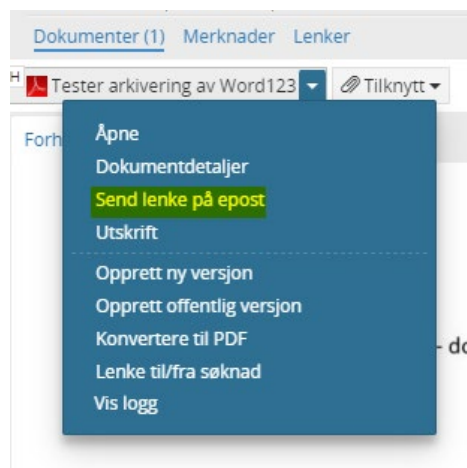 Dokumenter (1) Merknader Lenker
H Tester arkivering av Word123 Tilknytt
Forh
Åpne
Dokumentdetaljer
Send lenke på epost
Utskrift
Opprett ny versjon
Opprett offentlig versjon
Konvertere til PDF
- do
Lenke til/fra søknad
Vis logg